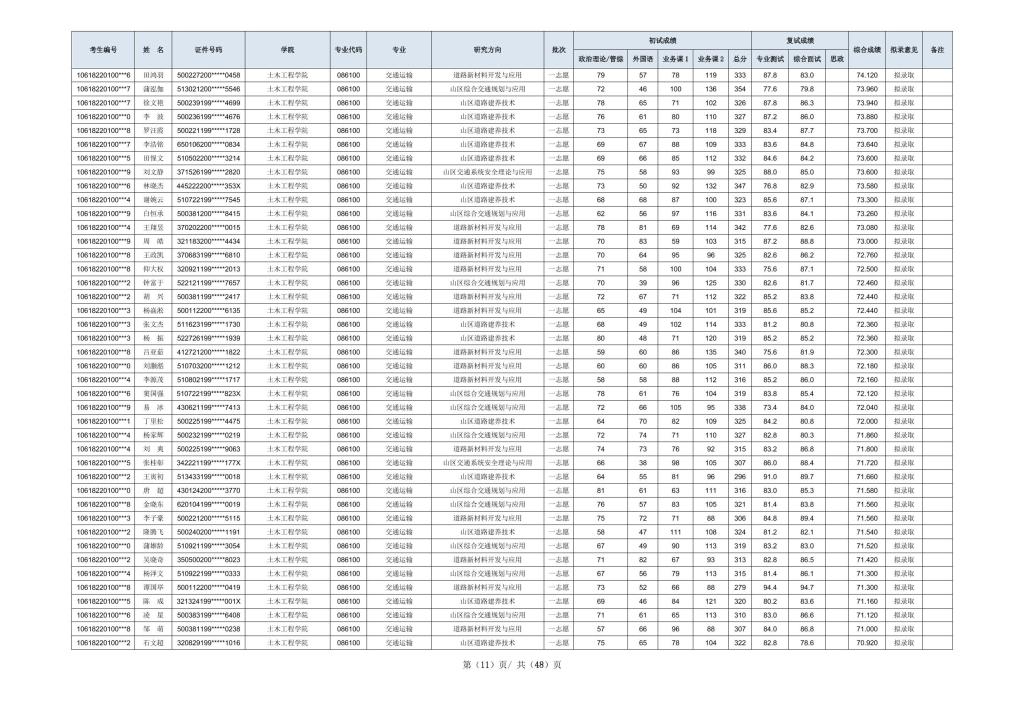 考生编号 姓 名 证件号码 学院 专业代码 专业 研究方向 批次 初试成绩 复试成绩 综合成绩 拟录意见 备注
政治理论/管综 外国语 业务课1 业务课2 总分 专业测试 综合面试 思政
10618220100***6 田鸿羽 500227200*****0458 土木工程学院 086100 交通运输 道路新材料开发与应用 一志愿 79 57 78 119 333 87.8 83.0 74.120 拟录取
10618220100***7 蒲泓伽 513021200*****5546 土木工程学院 086100 交通运输 山区综合交通规划与应用 一志愿 72 46 100 136 354 77.6 79.8 73.960 拟录取
10618220100***7 徐文艳 500239199*****4699 土木工程学院 086100 交通运输 山区道路建养技术 一志愿 78 65 71 102 326 87.8 86.3 73.940 拟录取
10618220100***0 李 波 500236199*****4676 土木工程学院 086100 交通运输 山区道路建养技术 一志愿 76 61 80 110 327 87.2 86.0 73.880 拟录取
10618220100***8 罗汪霞 500221199*****1728 土木工程学院 086100 交通运输 山区道路建养技术 一志愿 73 65 73 118 329 83.4 87.7 73.700 拟录取
10618220100***7 李浩铭 650106200*****0834 土木工程学院 086100 交通运输 山区道路建养技术 一志愿 69 67 88 109 333 83.6 84.8 73.640 拟录取
10618220100***5 田保文 510502200*****3214 土木工程学院 086100 交通运输 山区道路建养技术 一志愿 69 66 85 112 332 84.6 84.2 73.600 拟录取
10618220100***9 刘文静 371526199*****2820 土木工程学院 086100 交通运输 山区交通系统安全理论与应用 一志愿 75 58 93 99 325 88.0 85.0 73.600 拟录取
10618220100***6 林晓杰 445222200*****353X 土木工程学院 086100 交通运输 山区道路建养技术 一志愿 73 50 92 132 347 76.8 82.9 73.580 拟录取
10618220100***4 谢婉云 510722199*****7545 土木工程学院 086100 交通运输 山区道路建养技术 一志愿 68 68 87 100 323 85.6 87.1 73.300 拟录取
10618220100***9 白恒承 500381200*****8415 土木工程学院 086100 交通运输 山区综合交通规划与应用 一志愿 62 56 97 116 331 83.6 84.1 73.260 拟录取
10618220100***4 王翔昱 370202200*****0015 土木工程学院 086100 交通运输 道路新材料开发与应用 一志愿 78 81 69 114 342 77.6 82.6 73.080 拟录取
10618220100***9 周 皓 321183200*****4434 土木工程学院 086100 交通运输 道路新材料开发与应用 一志愿 70 83 59 103 315 87.2 88.8 73.000 拟录取
10618220100***8 王政凯 370683199*****6810 土木工程学院 086100 交通运输 道路新材料开发与应用 一志愿 70 64 95 96 325 82.6 86.2 72.760 拟录取
10618220100***8 仰大权 320921199*****2013 土木工程学院 086100 交通运输 道路新材料开发与应用 一志愿 71 58 100 104 333 75.6 87.1 72.500 拟录取
10618220100***2 钟富于 522121199*****7657 土木工程学院 086100 交通运输 山区综合交通规划与应用 一志愿 70 39 96 125 330 82.6 81.7 72.460 拟录取
10618220100***2 胡 兴 500381199*****2417 土木工程学院 086100 交通运输 道路新材料开发与应用 一志愿 72 67 71 112 322 85.2 83.8 72.440 拟录取
10618220100***3 杨嘉淞 500112200*****6135 土木工程学院 086100 交通运输 道路新材料开发与应用 一志愿 65 49 104 101 319 85.6 85.2 72.440 拟录取
10618220100***3 张文杰 511623199*****1730 土木工程学院 086100 交通运输 山区道路建养技术 一志愿 68 49 102 114 333 81.2 80.8 72.360 拟录取
10618220100***3 杨 振 522726199*****1939 土木工程学院 086100 交通运输 山区道路建养技术 一志愿 80 48 71 120 319 85.2 85.2 72.360 拟录取
10618220100***8 吕亚茹 412721200*****1822 土木工程学院 086100 交通运输 道路新材料开发与应用 一志愿 59 60 86 135 340 75.6 81.9 72.300 拟录取
10618220100***0 510703200*****1212 土木工程学院 086100 交通运输 道路新材料开发与应用 一志愿 60 60 86 105 311 86.0 88.3 72.180 拟录取
10618220100***4 李源茂 510802199*****1717 土木工程学院 086100 交通运输 道路新材料开发与应用 一志愿 58 58 88 112 316 85.2 86.0 72.160 拟录取
10618220100***6 粟国强 510722199*****823X 土木工程学院 086100 交通运输 山区综合交通规划与应用 一志愿 78 61 76 104 319 83.8 85.4 72.120 拟录取
10618220100***9 易 冰 430621199*****7413 土木工程学院 086100 交通运输 山区综合交通规划与应用 一志愿 72 66 105 95 338 73.4 84.0 72.040 拟录取
10618220100***1 丁里松 500225199*****4475 土木工程学院 086100 交通运输 山区道路建养技术 一志愿 64 70 82 109 325 84.2 80.8 72.000 拟录取
10618220100***4 杨家辉 500232199*****0219 土木工程学院 086100 交通运输 山区综合交通规划与应用 一志愿 72 74 71 110 327 82.8 80.3 71.860 拟录取
10618220100***4 刘 爽 500225199*****9063 土木工程学院 086100 交通运输 道路新材料开发与应用 一志愿 74 73 76 92 315 83.2 86.8 71.800 拟录取
10618220100***5 张桂彰 342221199*****177X 土木工程学院 086100 交通运输 山区交通系统安全理论与应用 一志愿 66 38 98 105 307 86.0 88.4 71.720 拟录取
10618220100***2 王寅初 513433199*****0018 土木工程学院 086100 交通运输 山区道路建养技术 一志愿 64 55 81 96 296 89.0 91.7 71.660 拟录取
10618220100***0 唐 超 430124200*****3770 土木工程学院 086100 交通运输 山区综合交通规划与应用 一志愿 81 61 63 111 316 83.0 85.3 71.580 拟录取
10618220100***8 金晓东 620104199*****0019 土木工程学院 086100 交通运输 山区综合交通规划与应用 一志愿 76 57 83 105 321 81.4 83.8 71.560 拟录取
10618220100***3 李子豪 500221200*****5115 土木工程学院 086100 交通运输 道路新材料开发与应用 一志愿 75 72 71 88 306 84.8 89.4 71.560 拟录取
10618220100***2 隆腾飞 500240200*****1191 土木工程学院 086100 交通运输 山区道路建养技术 一志愿 58 47 111 108 324 81.2 82.1 71.540 拟录取
10618220100***0 蒲雄龄 510921199*****3054 土木工程学院 086100 交通运输 山区综合交通规划与应用 一志愿 67 49 90 113 319 83.2 83.0 71.520 拟录取
10618220100***2 吴晓奇 350500200*****8023 土木工程学院 086100 交通运输 道路新材料开发与应用 一志愿 71 82 67 93 313 82.8 86.5 71.420 拟录取
10618220100***4 杨泽文 510922199*****0333 土木工程学院 086100 交通运输 山区综合交通规划与应用 一志愿 67 56 79 113 315 81.4 86.1 71.300 拟录取
10618220100***8 谭国举 500112200*****0419 土木工程学院 086100 交通运输 道路新材料开发与应用 一志愿 73 52 66 88 279 94.4 94.7 71.300 拟录取
10618220100***5 陈 成 321324199*****001X 土木工程学院 086100 交通运输 山区道路建养技术 一志愿 69 46 84 121 320 80.2 83.6 71.160 拟录取
10618220100***6 凌 星 500383199*****6408 土木工程学院 086100 交通运输 山区综合交通规划与应用 一志愿 71 61 65 113 310 83.0 86.6 71.120 拟录取
10618220100***8 邹 萌 500381199*****0238 土木工程学院 086100 交通运输 道路新材料开发与应用 一志愿 57 66 96 88 307 84.0 86.8 71.000 拟录取
10618220100***2 石文超 320829199*****1016 土木工程学院 086100 交通运输 山区道路建养技术 一志愿 75 65 78 104 322 82.8 78.6 70.920 拟录取
第（11）页/ 共（48）页